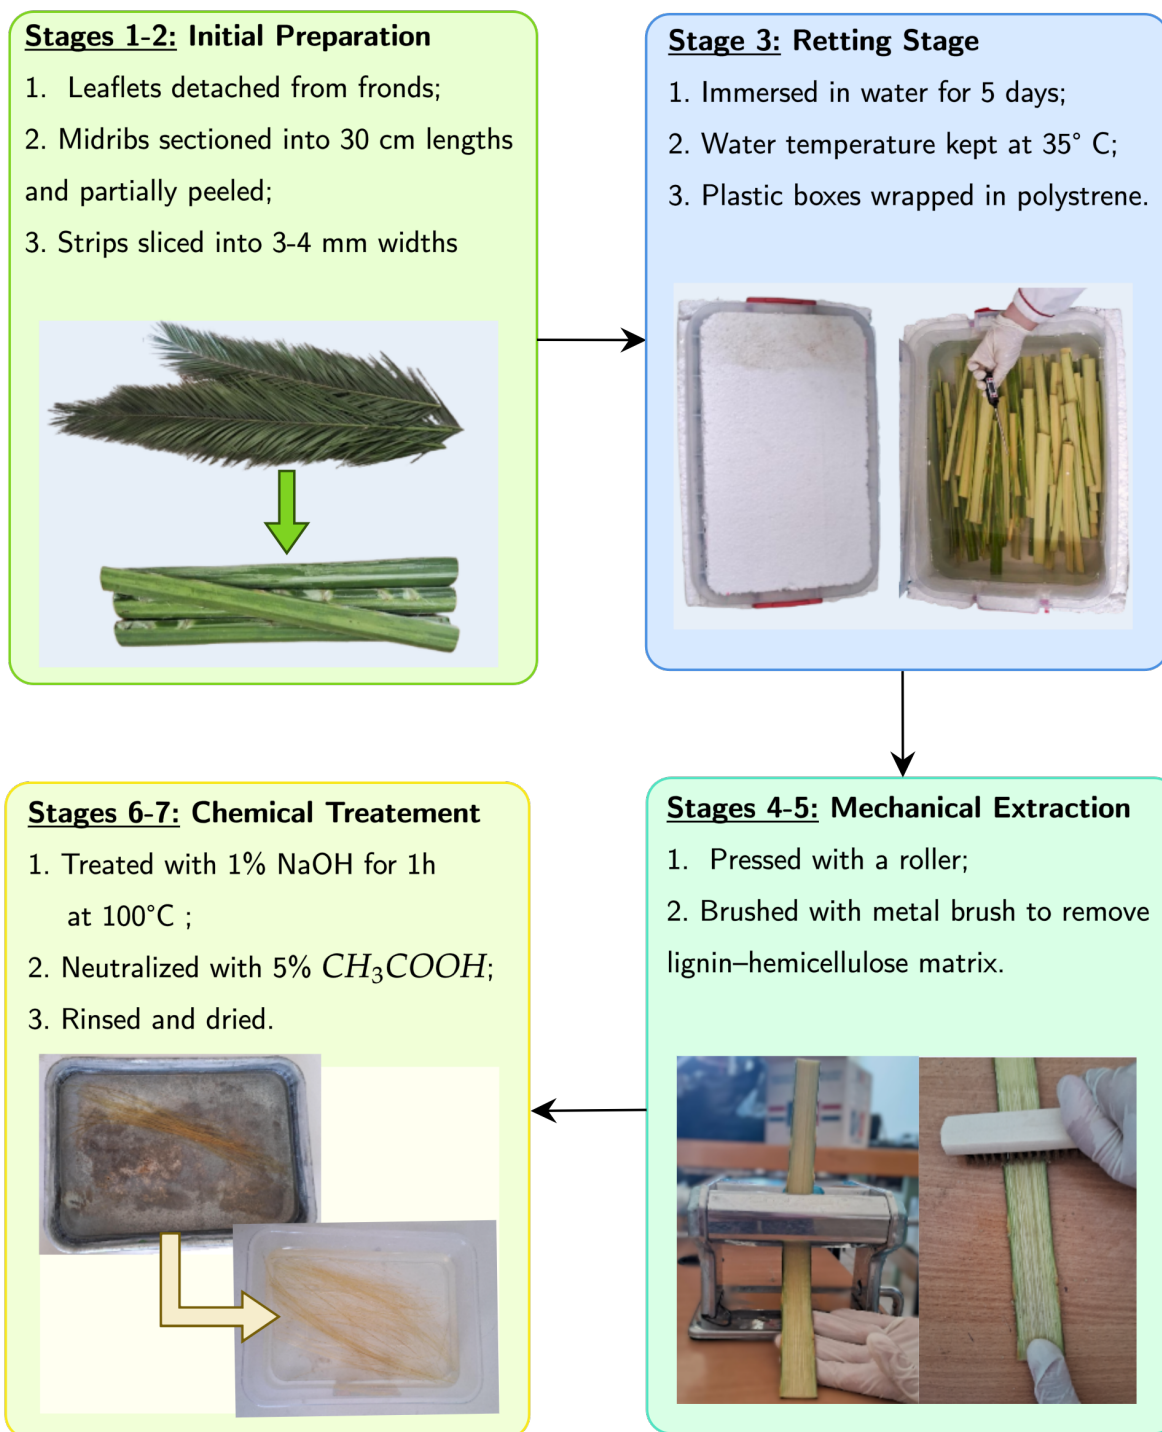 Stages 1-2: Initial Preparation
1. Leaflets detached from fronds;
2. Midribs sectioned into 30 cm lengths
and partially peeled;
3. Strips sliced into 3-4 mm widths
Stage 3: Retting Stage
1. Immersed in water for 5 days;
2. Water temperature kept at 35° C;
3. Plastic boxes wrapped in polystrene.
Stages 4-5: Mechanical Extraction
1. Pressed with a roller;
2. Brushed with metal brush to remove
lignin–hemicellulose matrix.
Stages 6-7: Chemical Treatement
1. Treated with 1% NaOH for 1h
at 100°C ;
2. Neutralized with 5% CH₃COOH;
3. Rinsed and dried.